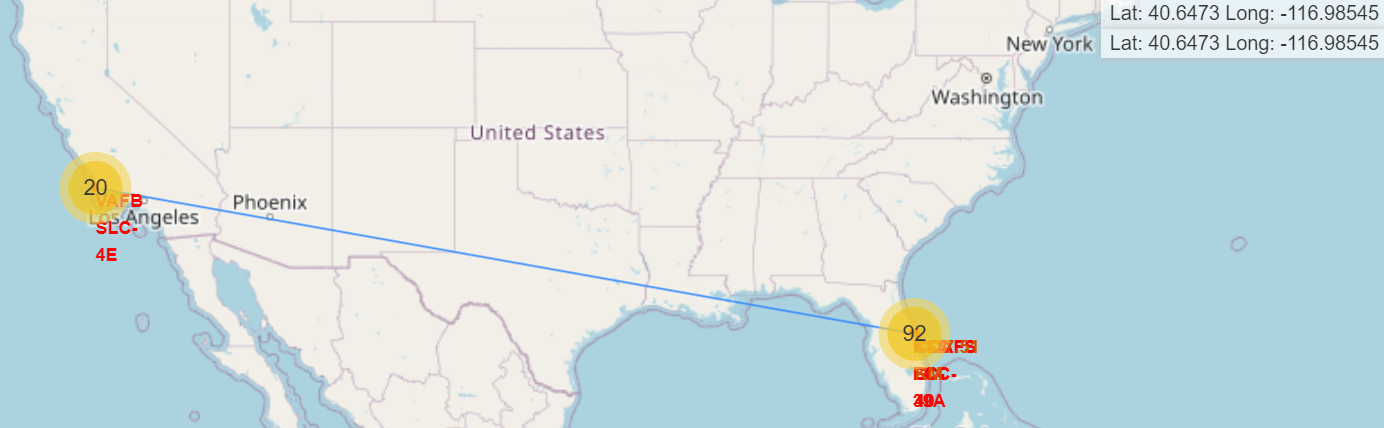 Lat: 40.6473 Long: -116.98545
Lat: 40.6473 Long: -116.98545
New York
Washington
United States
20
VAFB
SLC-
4E
Los Angeles
Phoenix
92